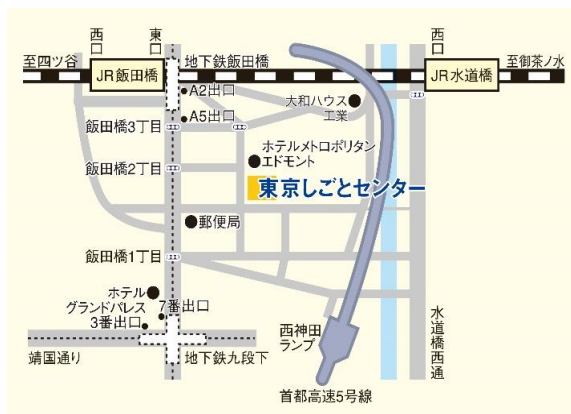 西口
東口
西口
至四ツ谷
地下鉄飯田橋
至御茶ノ水
JR飯田橋
JR水道橋
A2出口
大和ハウス
工業
A5出口
飯田橋3丁目
ホテルメトロポリタン
エドモント
飯田橋2丁目
東京しごとセンター
郵便局
飯田橋1丁目
ホテル
グランドパレス
7番出口
3番出口
西神田
ランプ
水道橋西通
靖国通り
地下鉄九段下
首都高速5号線